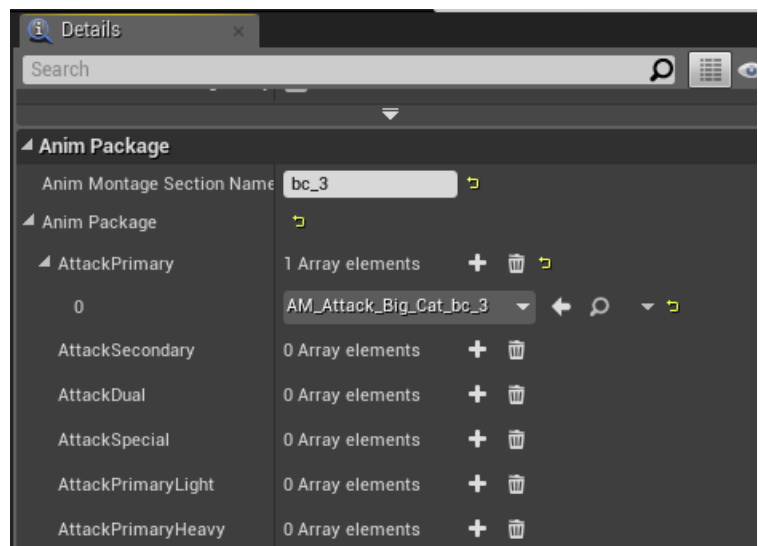 Details
Search
Anim Package
Anim Montage Section Name bc_3
Anim Package
AttackPrimary 1 Array elements
0 AM_Attack_Big_Cat_bc_3
AttackSecondary 0 Array elements
AttackDual 0 Array elements
AttackSpecial 0 Array elements
AttackPrimaryLight 0 Array elements
AttackPrimaryHeavy 0 Array elements